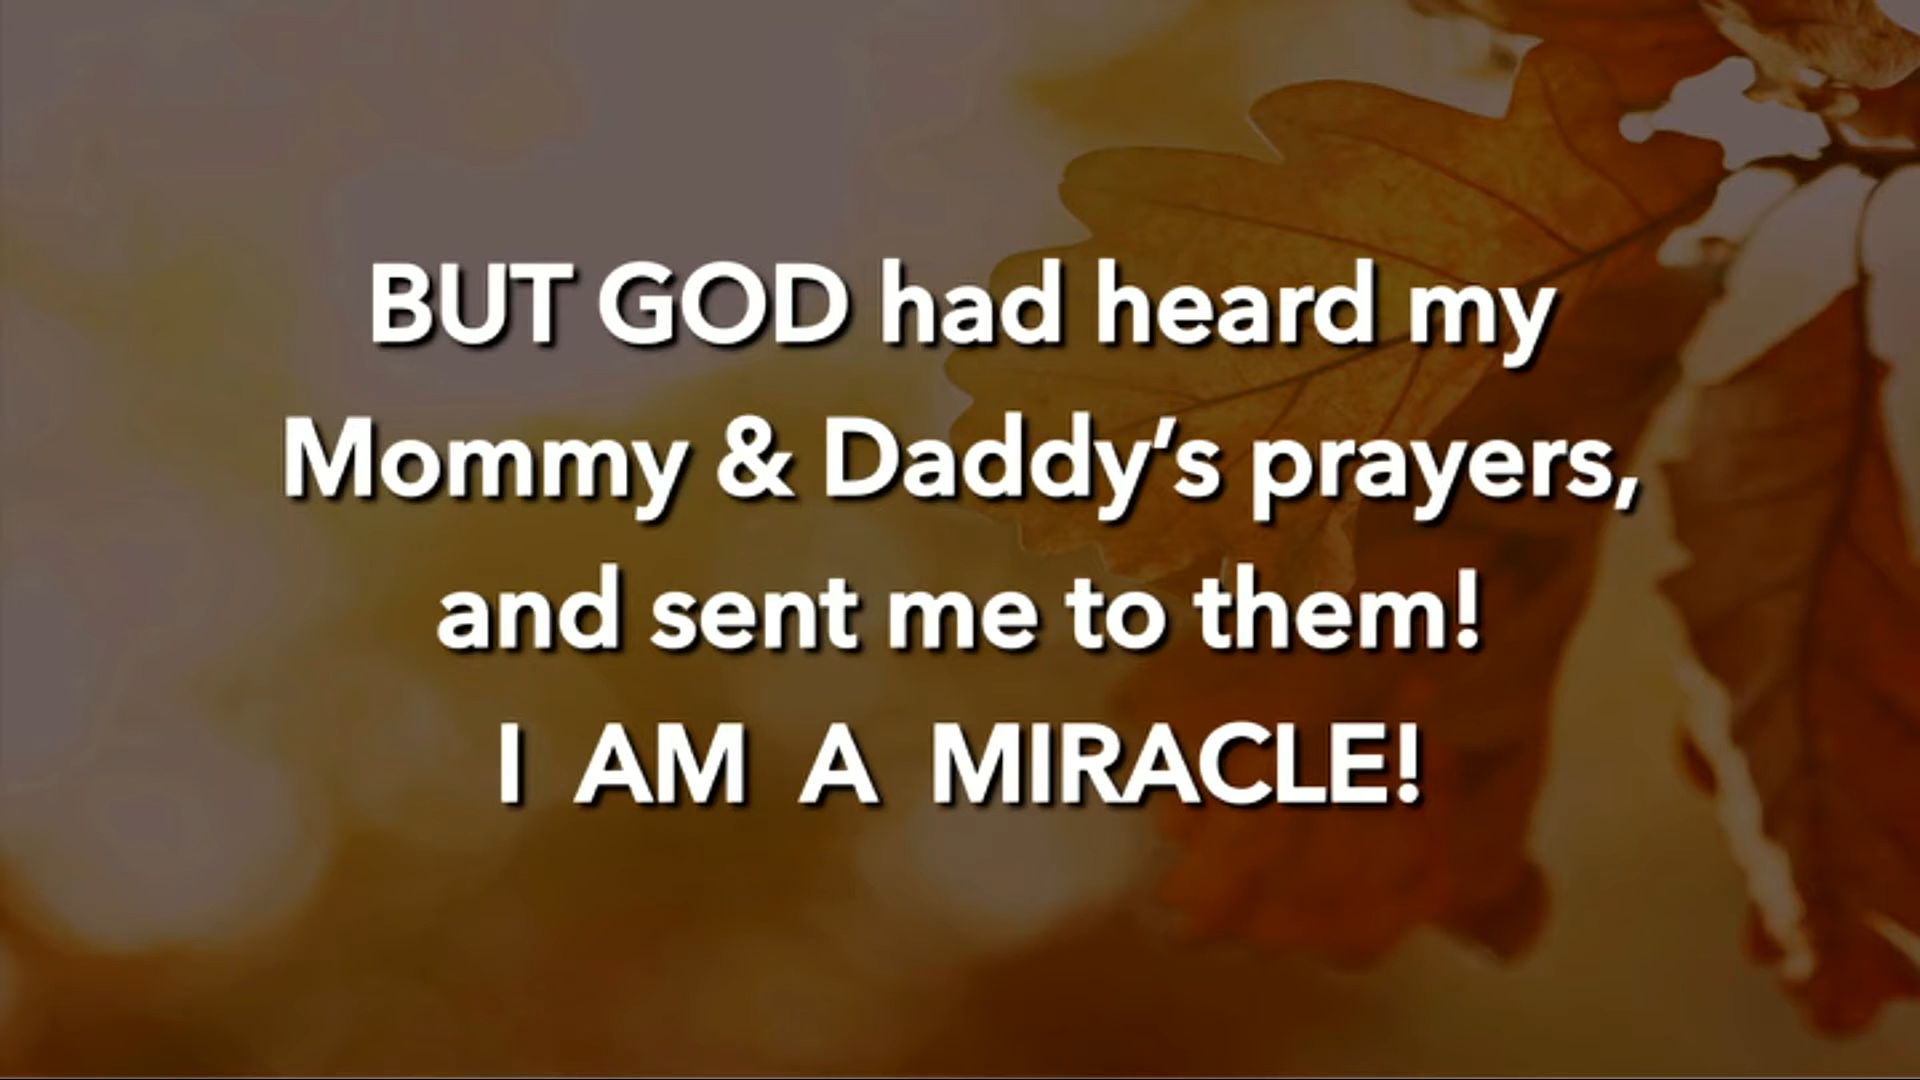 BUT GOD had heard my
Mommy & Daddy’s prayers,
and sent me to them!
I AM A MIRACLE!